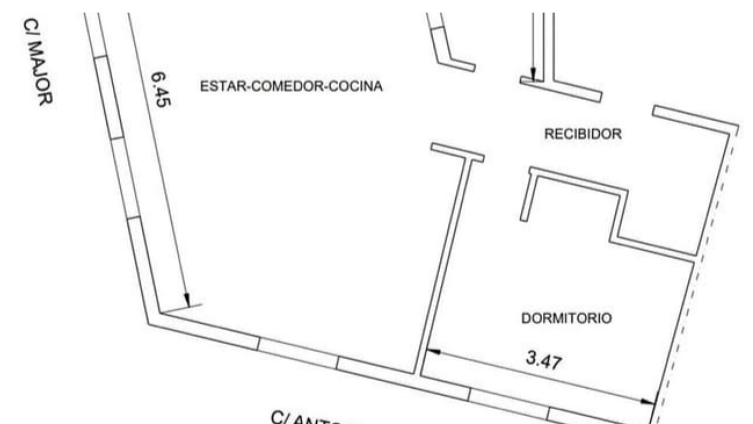 C/ MAJOR
6.45
ESTAR-COMEDOR-COCINA
RECIBIDOR
DORMITORIO
3.47
C/